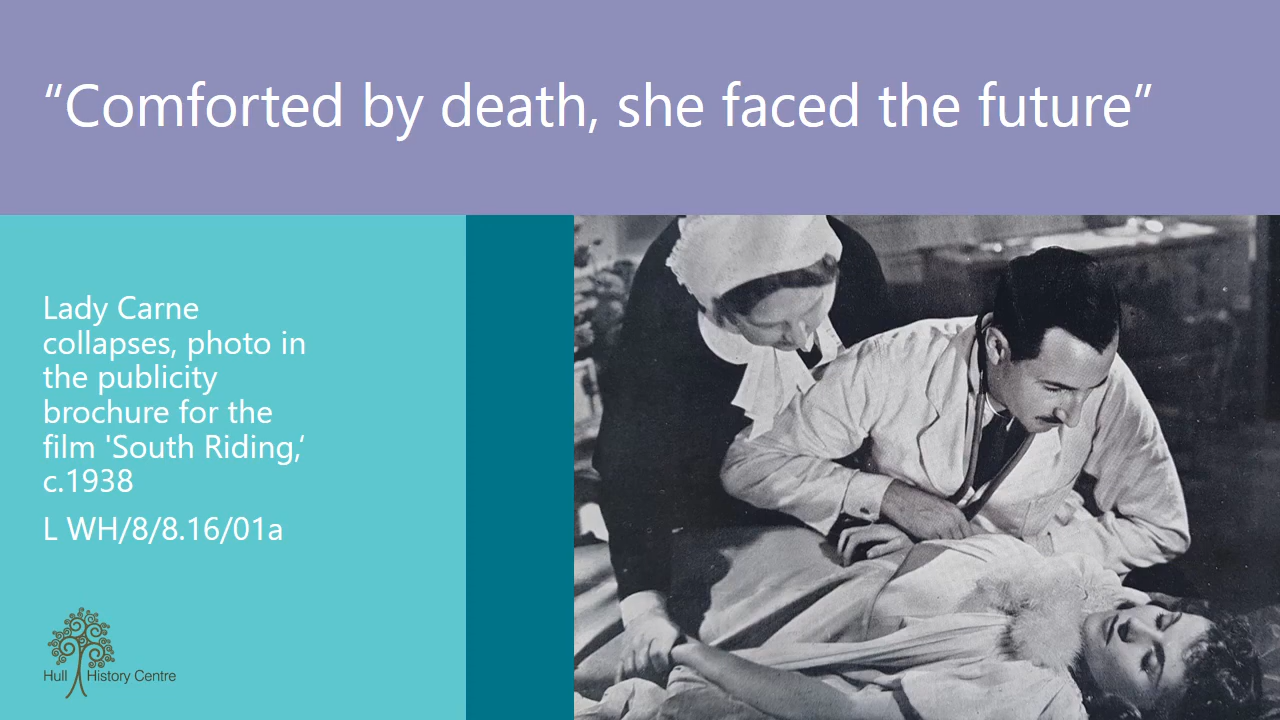 “Comforted by death, she faced the future”
Lady Carne
collapses, photo in
the publicity
brochure for the
film 'South Riding,‘
c.1938
L WH/8/8.16/01a
Hull History Centre